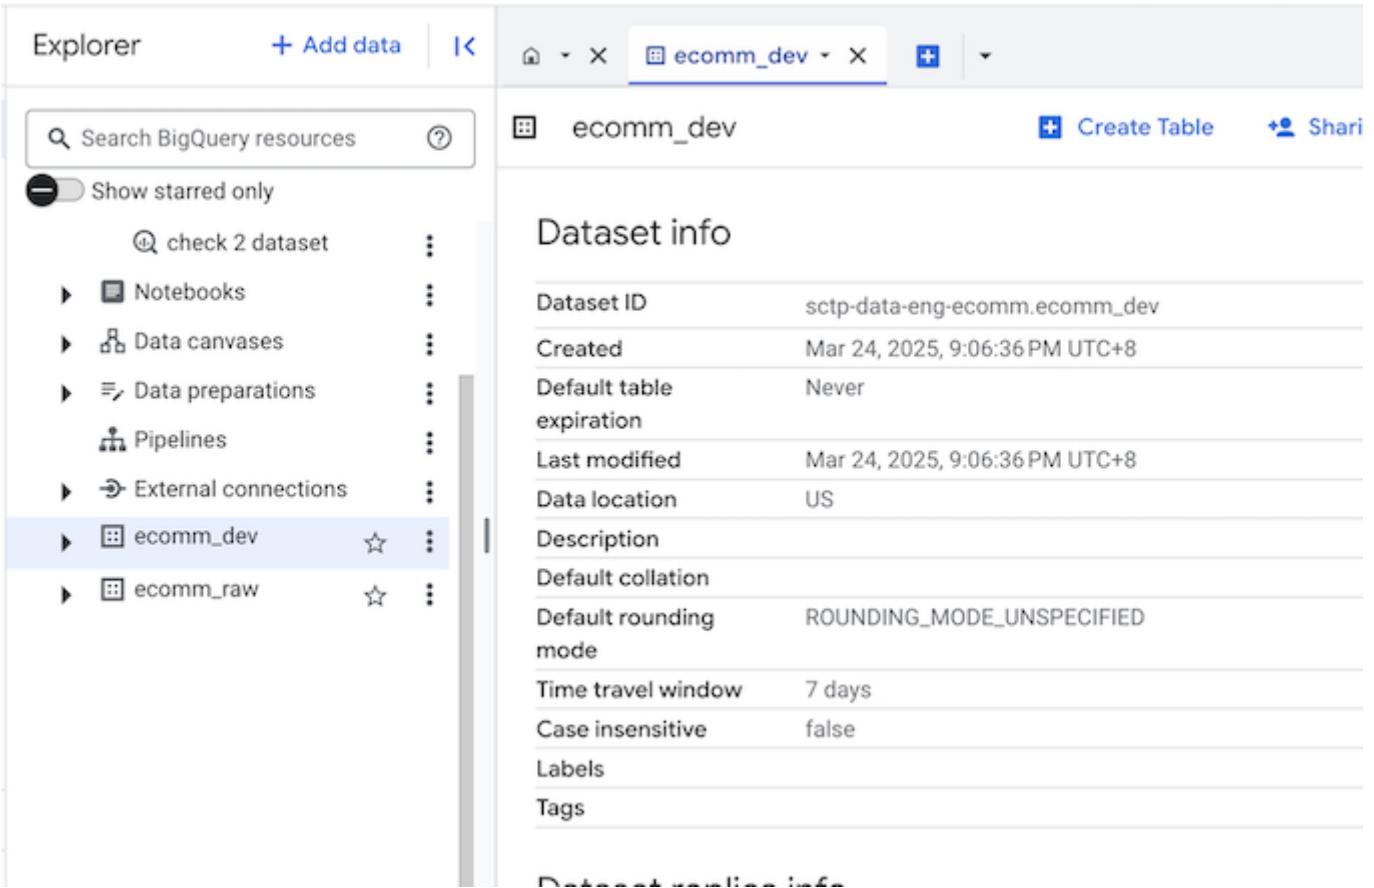 Explorer
+ Add data
ecomm_dev
Search BigQuery resources
Show starred only
check 2 dataset
Notebooks
Data canvases
Data preparations
Pipelines
External connections
ecomm_dev
ecomm_raw
ecomm_dev
Create Table
Shari
Dataset info
Dataset ID sctp-data-eng-ecomm.ecomm_dev
Created Mar 24, 2025, 9:06:36 PM UTC+8
Default table Never
expiration
Last modified Mar 24, 2025, 9:06:36 PM UTC+8
Data location US
Description
Default collation
Default rounding ROUNDING_MODE_UNSPECIFIED
mode
Time travel window 7 days
Case insensitive false
Labels
Tags
Dataset replica info